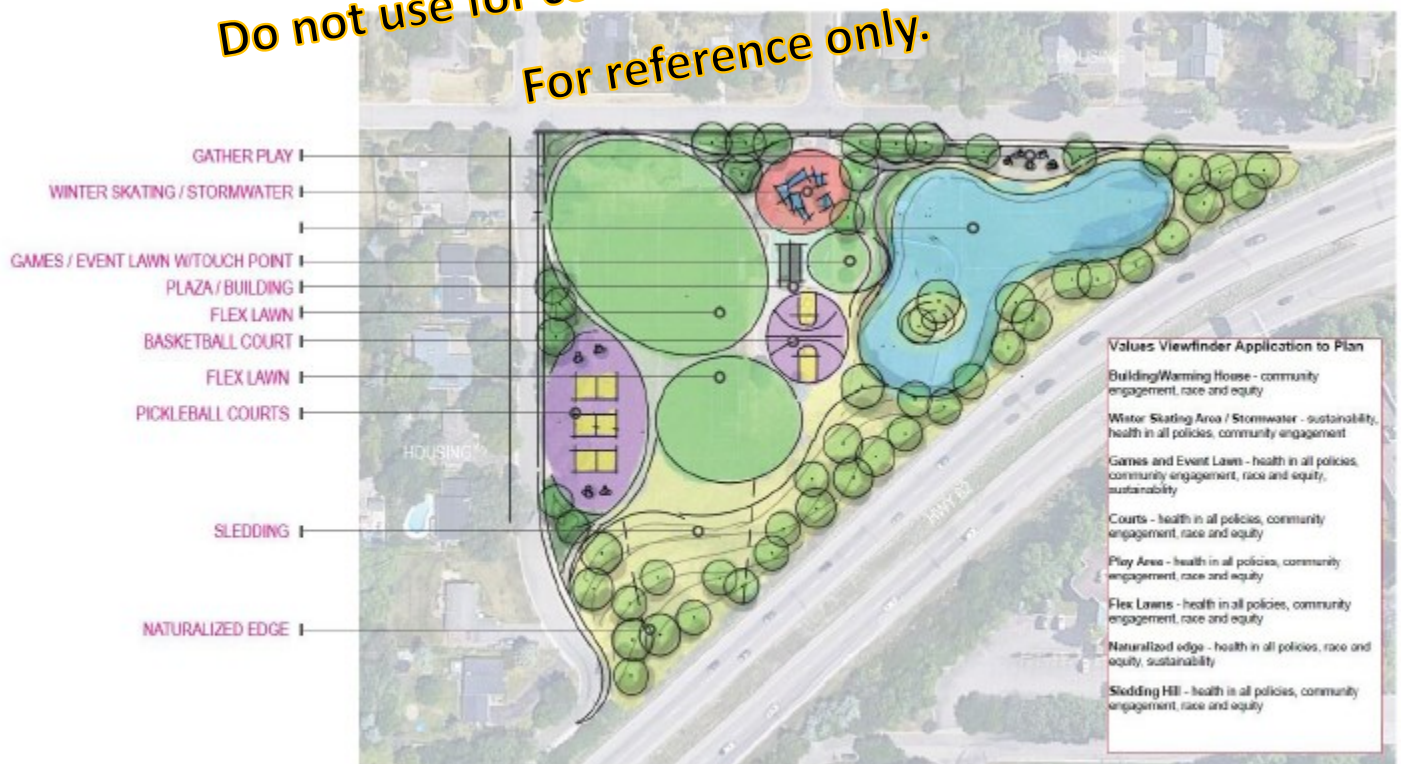 Do not use for
For reference only.
HOUSING
GATHER PLAY
WINTER SKATING / STORMWATER
GAMES / EVENT LAWN W/TOUCH POINT
PLAZA / BUILDING
FLEX LAWN
BASKETBALL COURT
FLEX LAWN
PICKLEBALL COURTS
HOUSING
SLEDDING
NATURALIZED EDGE
HWY 62
Values Viewfinder Application to Plan
Building/Warming House - community
engagement, race and equity
Winter Skating Area / Stormwater - sustainability,
health in all policies, community engagement
Games and Event Lawn - health in all policies,
community engagement, race and equity,
sustainability
Courts - health in all policies, community
engagement, race and equity
Play Area - health in all policies, community
engagement, race and equity
Flex Lawns - health in all policies, community
engagement, race and equity
Naturalized edge - health in all policies, race and
equity, sustainability
Sledding Hill - health in all policies, community
engagement, race and equity